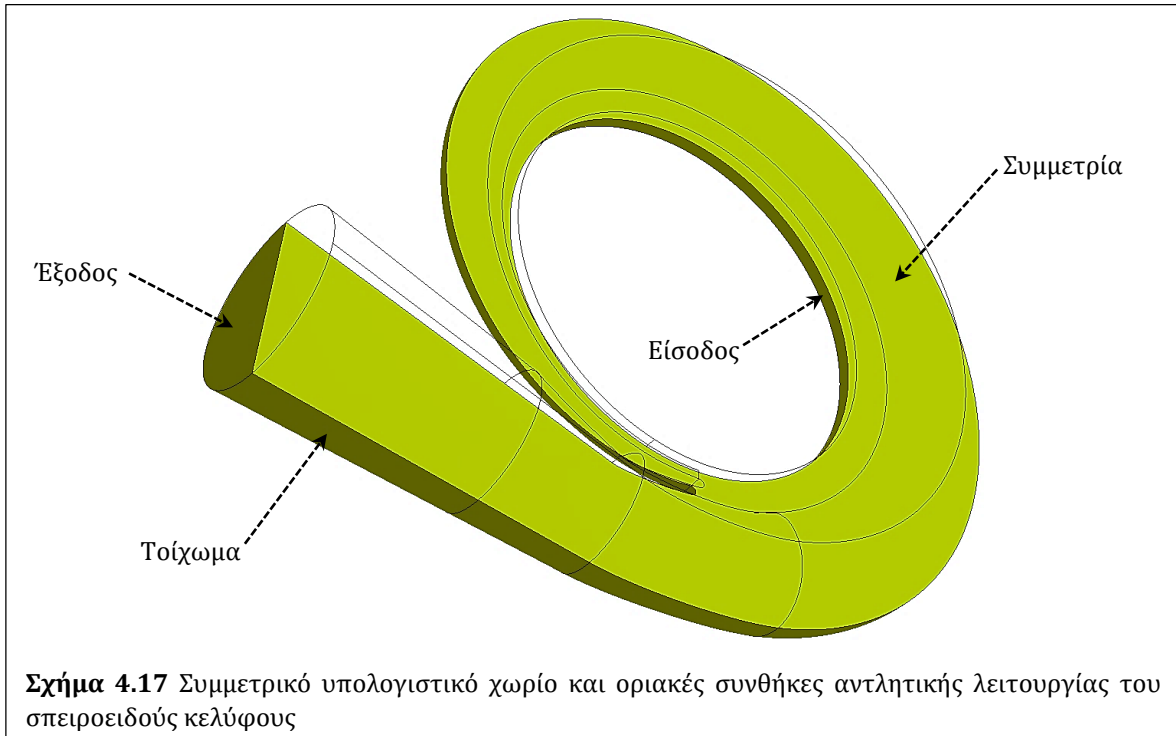 Συμμετρία
Έξοδος
Είσοδος
Τοίχωμα
Σχήμα 4.17 Συμμετρικό υπολογιστικό χωρίο και οριακές συνθήκες αντλητικής λειτουργίας του
σπειροειδούς κελύφους